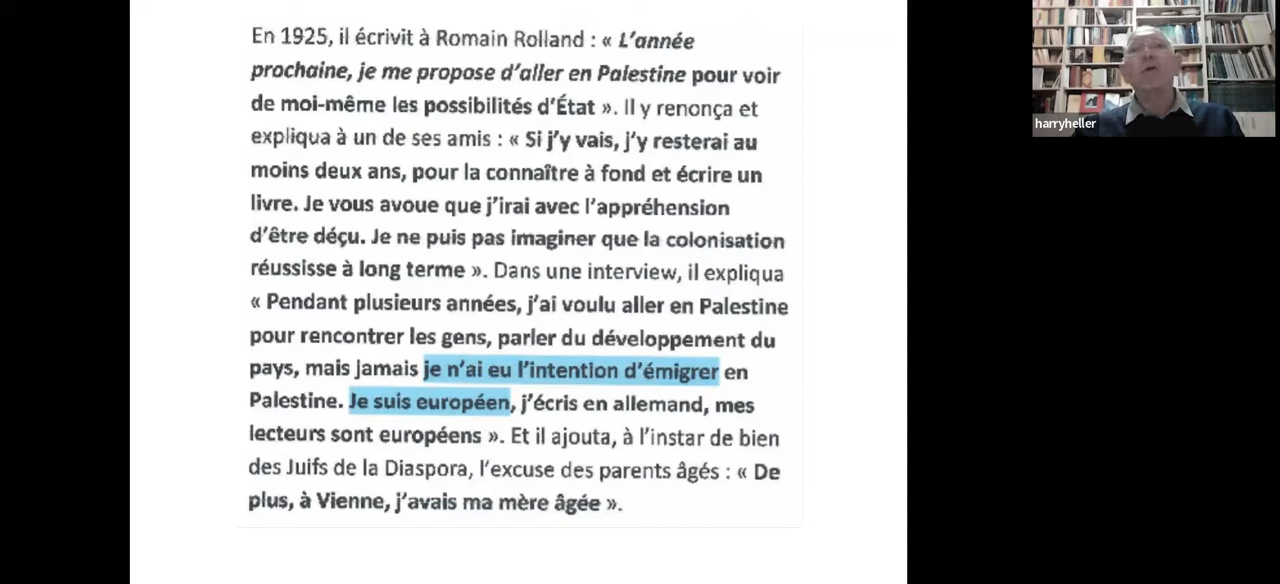 En 1925, il écrivit à Romain Rolland : « L'année
prochaine, je me propose d'aller en Palestine pour voir
de moi-même les possibilités d'État ». Il y renonça et
expliqua à un de ses amis : « Si j'y vais, j'y resterai au
moins deux ans, pour la connaître à fond et écrire un
livre. Je vous avoue que j'irai avec l'appréhension
d'être déçu. Je ne puis pas imaginer que la colonisation
réussisse à long terme ». Dans une interview, il expliqua
« Pendant plusieurs années, j'ai voulu aller en Palestine
pour rencontrer les gens, parler du développement du
pays, mais jamais je n'ai eu l'intention d'émigrer en
Palestine. Je suis européen, j'écris en allemand, mes
lecteurs sont européens ». Et il ajouta, à l'instar de bien
des Juifs de la Diaspora, l'excuse des parents âgés : « De
plus, à Vienne, j'avais ma mère âgée ».
harryheller